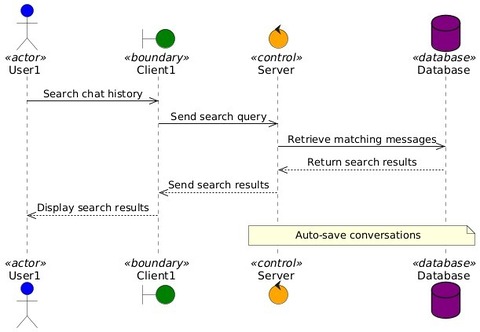 «actor» «boundary» «control» «database»
User1 Client1 Server Database
Search chat history
Send search query
Retrieve matching messages
Return search results
Send search results
Display search results
Auto-save conversations
«actor» «boundary» «control» «database»
User1 Client1 Server Database